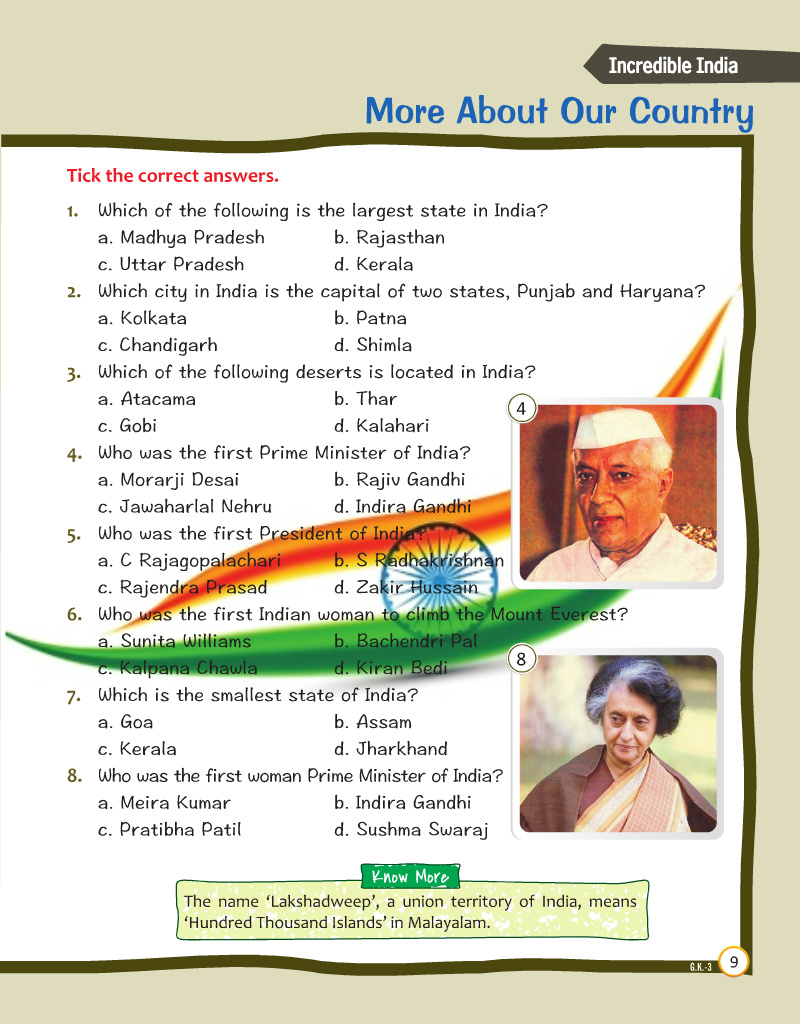 Incredible India
More About Our Country
Tick the correct answers.
1. Which of the following is the largest state in India?
a. Madhya Pradesh b. Rajasthan
c. Uttar Pradesh d. Kerala
2. Which city in India is the capital of two states, Punjab and Haryana?
a. Kolkata b. Patna
c. Chandigarh d. Shimla
3. Which of the following deserts is located in India?
a. Atacama b. Thar
c. Gobi d. Kalahari
4
4. Who was the first Prime Minister of India?
a. Morarji Desai b. Rajiv Gandhi
c. Jawaharlal Nehru d. Indira Gandhi
5. Who was the first President of India?
a. C Rajagopalachari b. S Radhakrishnan
c. Rajendra Prasad d. Zakir Hussain
6. Who was the first Indian woman to climb the Mount Everest?
a. Sunita Williams b. Bachendri Pal
c. Kalpana Chawla d. Kiran Bedi
8
7. Which is the smallest state of India?
a. Goa b. Assam
c. Kerala d. Jharkhand
8. Who was the first woman Prime Minister of India?
a. Meira Kumar b. Indira Gandhi
c. Pratibha Patil d. Sushma Swaraj
Know More
The name ‘Lakshadweep’, a union territory of India, means
‘Hundred Thousand Islands’ in Malayalam.
G.K.-3 9